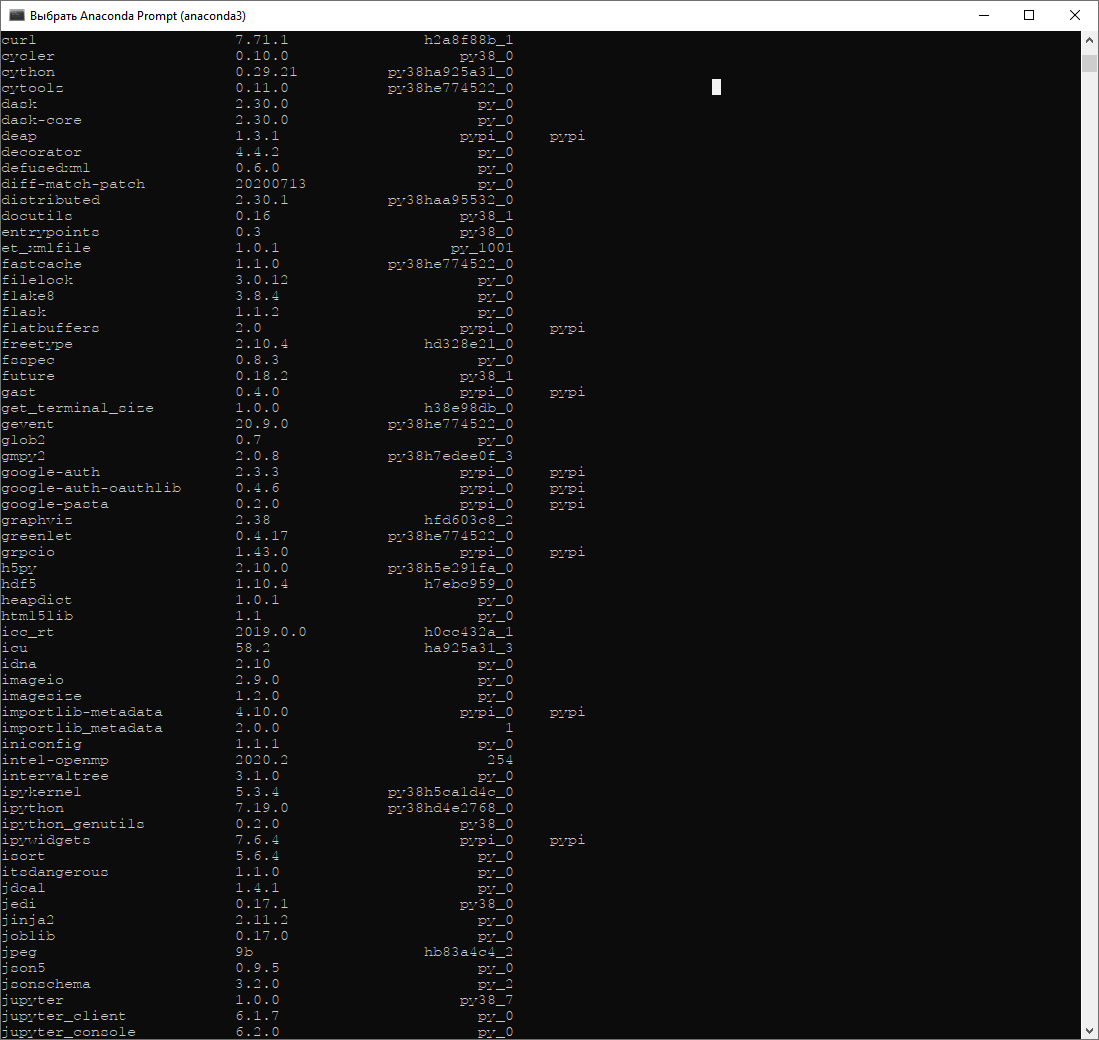 Выбрать Anaconda Prompt (anaconda3)
curl 7.71.1 h2a8f88b_1
cycler 0.10.0 py38_0
cython 0.29.21 py38ha925a31_0
cytoolz 0.11.0 py38he774522_0
dask 2.30.0 py_0
dask-core 2.30.0 py_0
deap 1.3.1 pypi_0 pypi
decorator 4.4.2 py_0
defusedxml 0.6.0 py_0
diff-match-patch 20200713 py_0
distributed 2.30.1 py38haa95532_0
docutils 0.16 py38_1
entrypoints 0.3 py38_0
et_xmlfile 1.0.1 py_1001
fastcache 1.1.0 py38he774522_0
filelock 3.0.12 py_0
flake8 3.8.4 py_0
flask 1.1.2 py_0
flatbuffers 2.0 pypi_0 pypi
freetype 2.10.4 hd328e21_0
fsspec 0.8.3 py_0
future 0.18.2 py38_1
gast 0.4.0 pypi_0 pypi
get_terminal_size 1.0.0 h38e98db_0
gevent 20.9.0 py38he774522_0
glob2 0.7 py_0
gmpy2 2.0.8 py38h7edee0f_3
google-auth 2.3.3 pypi_0 pypi
google-auth-oauthlib 0.4.6 pypi_0 pypi
google-pasta 0.2.0 pypi_0 pypi
graphviz 2.38 hfd603c8_2
greenlet 0.4.17 py38he774522_0
grpcio 1.43.0 pypi_0 pypi
h5py 2.10.0 py38h5e291fa_0
hdf5 1.10.4 h7ebc959_0
heapdict 1.0.1 py_0
html5lib 1.1 py_0
icc_rt 2019.0.0 h0cc432a_1
icu 58.2 ha925a31_3
idna 2.10 py_0
imageio 2.9.0 py_0
imagesize 1.2.0 py_0
importlib-metadata 4.10.0 pypi_0 pypi
importlib_metadata 2.0.0 1
iniconfig 1.1.1 py_0
intel-openmp 2020.2 254
intervaltree 3.1.0 py_0
ipykernel 5.3.4 py38h5ca1d4c_0
ipython 7.19.0 py38hd4e2768_0
ipython_genutils 0.2.0 py38_0
ipywidgets 7.6.4 pypi_0 pypi
isort 5.6.4 py_0
itsdangerous 1.1.0 py_0
jdcal 1.4.1 py_0
jedi 0.17.1 py38_0
jinja2 2.11.2 py_0
joblib 0.17.0 py_0
jpeg 9b hb83a4c4_2
json5 0.9.5 py_0
jsonschema 3.2.0 py_2
jupyter 1.0.0 py38_7
jupyter_client 6.1.7 py_0
jupyter_console 6.2.0 py_0